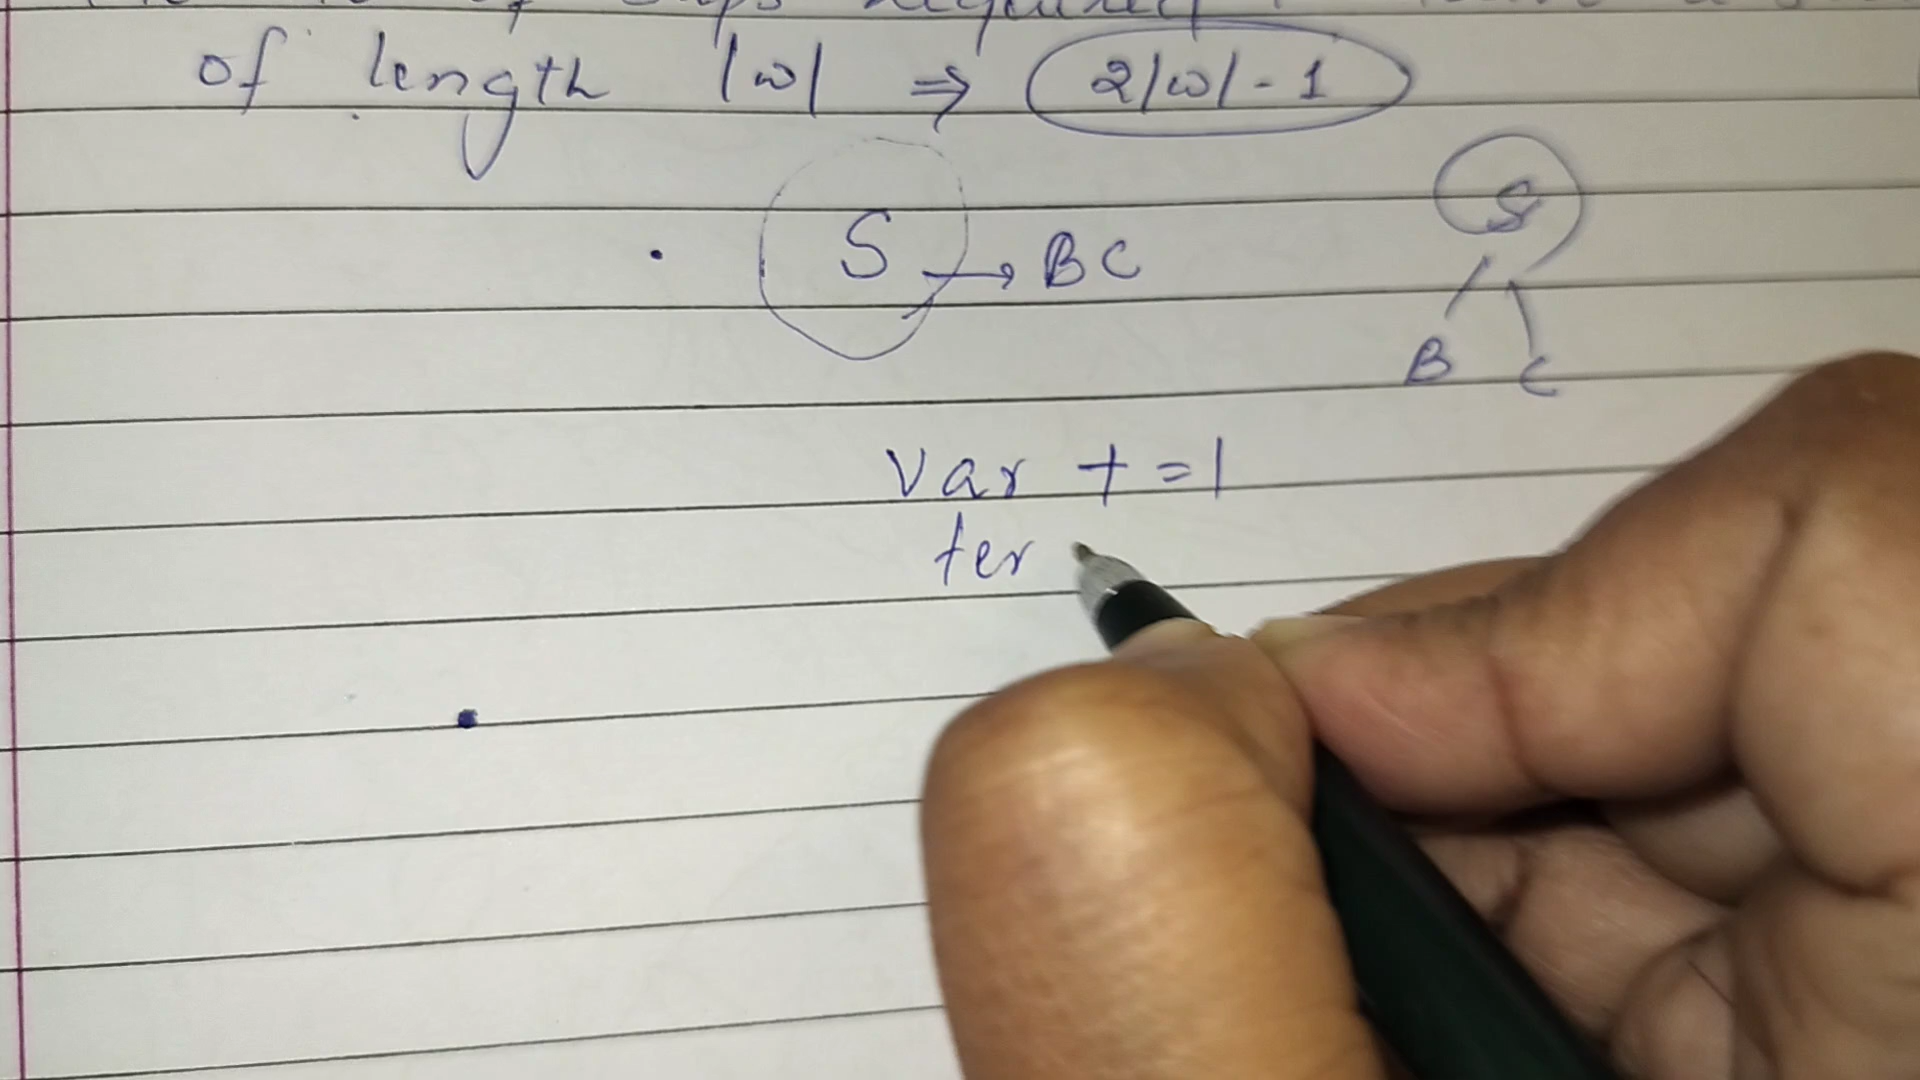 of length |w| ⇒ 2|w| - 1
S → BC
S
B C
Var + = 1
ter